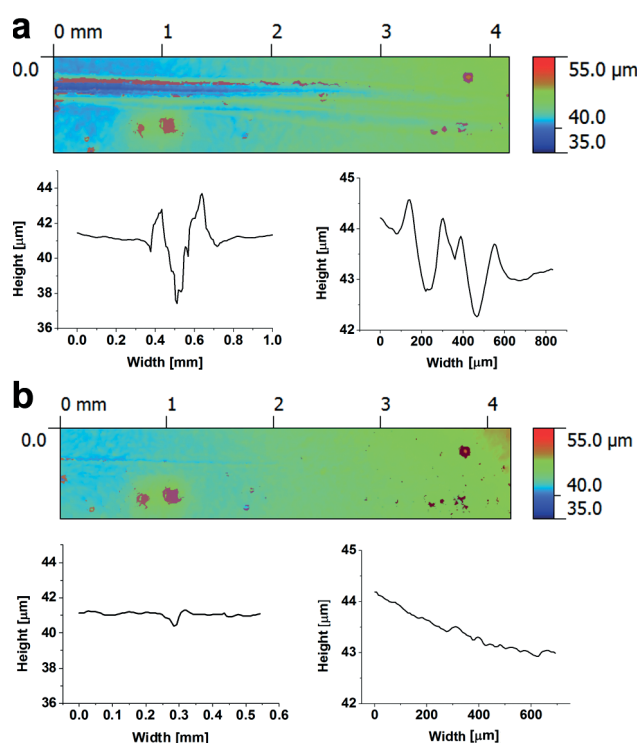 a
0 mm 1 2 3 4
0.0
55.0 µm
40.0
35.0
44
42
40
38
36
Height [µm]
0.0 0.2 0.4 0.6 0.8 1.0
Width [mm]
45
44
43
42
Height [µm]
0 200 400 600 800
Width [µm]
b
0 mm 1 2 3 4
0.0
55.0 µm
40.0
35.0
44
42
40
38
36
Height [µm]
0.0 0.1 0.2 0.3 0.4 0.5 0.6
Width [mm]
45
44
43
42
Height [µm]
0 200 400 600
Width [µm]